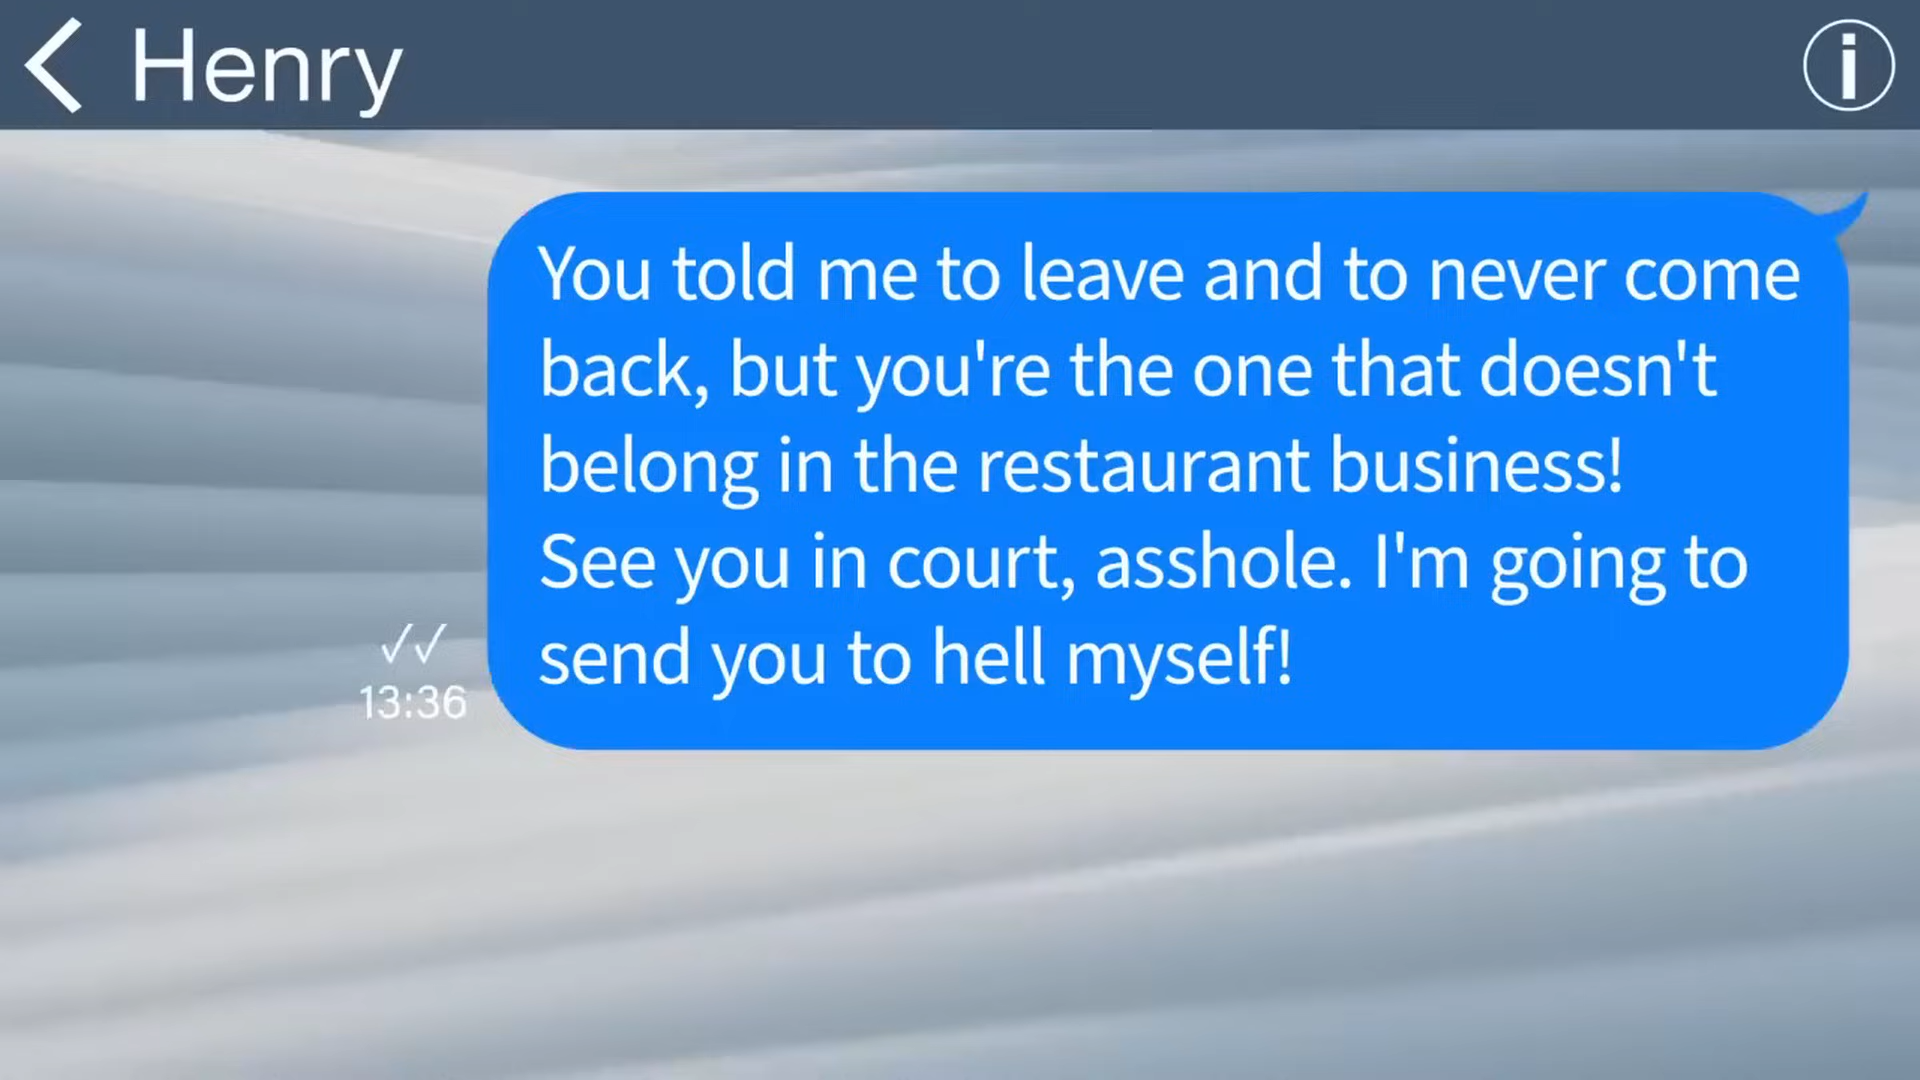 Henry
You told me to leave and to never come
back, but you're the one that doesn't
belong in the restaurant business!
See you in court, asshole. I'm going to
send you to hell myself!
✓✓
13:36